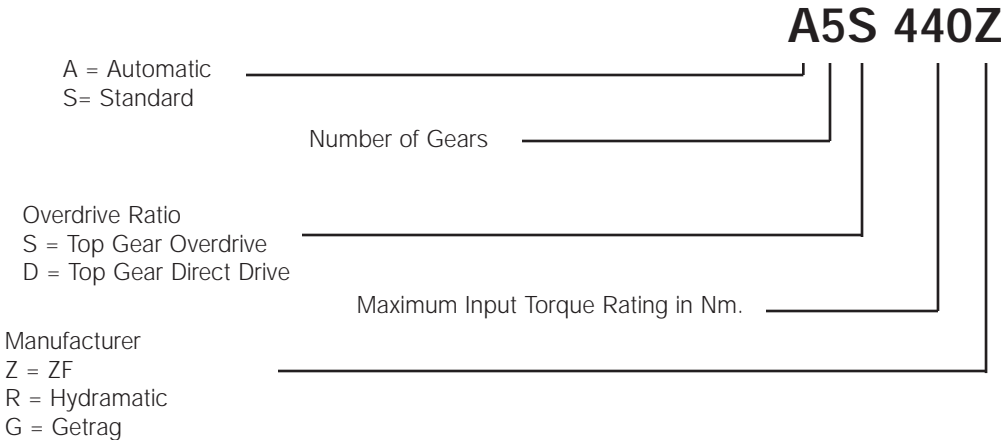 A5S 440Z
A = Automatic
S= Standard
Number of Gears
Overdrive Ratio
S = Top Gear Overdrive
D = Top Gear Direct Drive
Maximum Input Torque Rating in Nm.
Manufacturer
Z = ZF
R = Hydramatic
G = Getrag